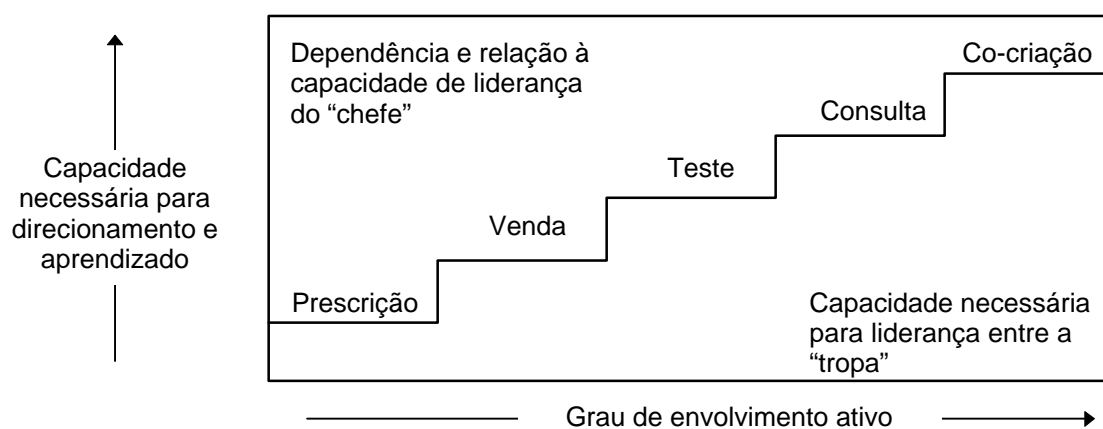 Dependência e relação à
capacidade de liderança
do “chefe”
Co-criação
Consulta
Teste
Venda
Prescrição
Capacidade
necessária para
direcionamento e
aprendizado
Capacidade necessária
para liderança entre a
“tropa”
Grau de envolvimento ativo